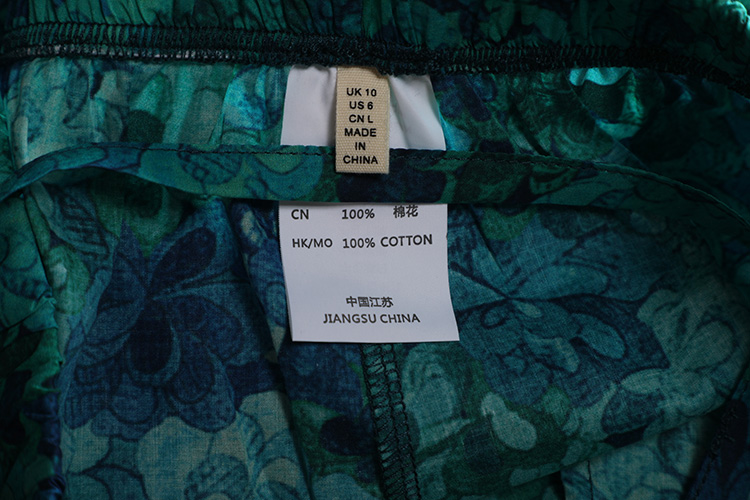 UK 10
US 6
CN L
MADE
IN
CHINA
CN 100% 棉花
HK/MO 100% COTTON
中国江苏
JIANGSU CHINA